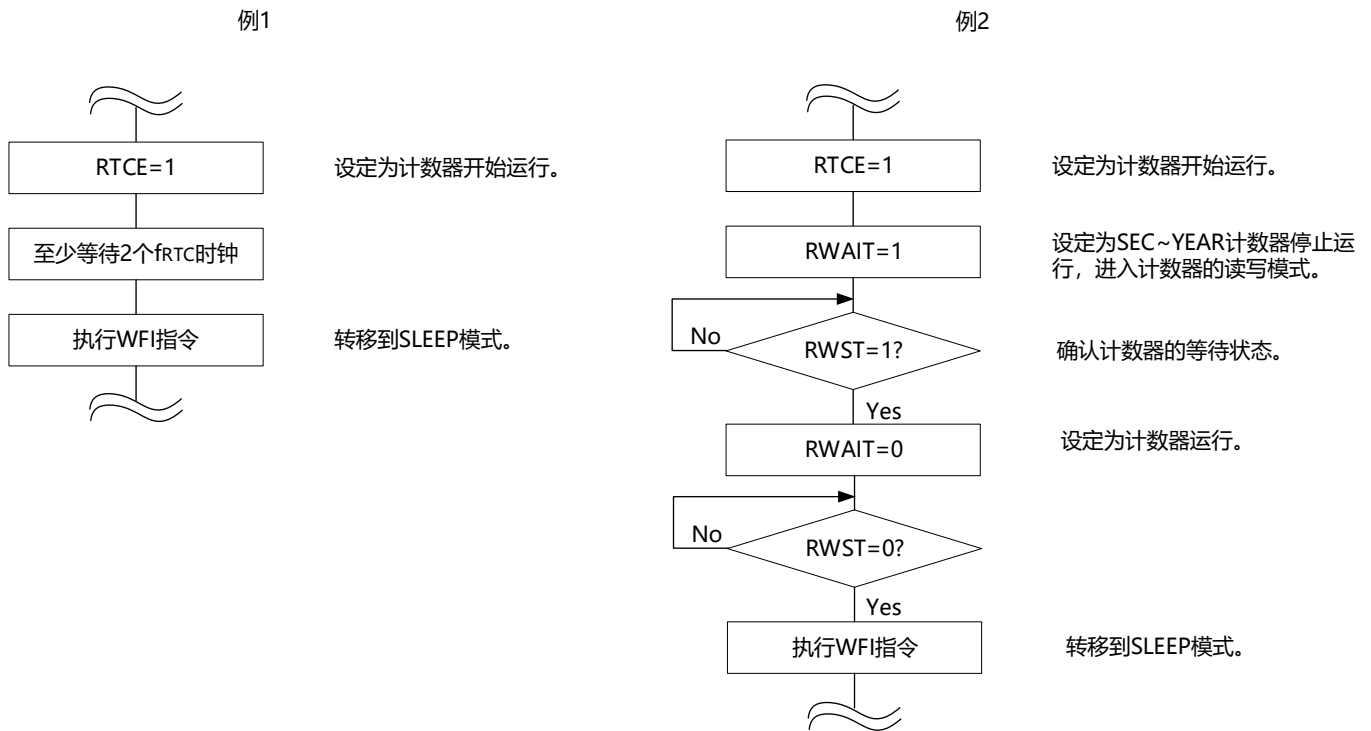 例1
RTCE=1
设定为计数器开始运行。
至少等待2个fRTC时钟
执行WFI指令
转移到SLEEP模式。
例2
RTCE=1
设定为计数器开始运行。
RWAIT=1
设定为SEC~YEAR计数器停止运
行，进入计数器的读写模式。
No
RWST=1?
确认计数器的等待状态。
Yes
RWAIT=0
设定为计数器运行。
No
RWST=0?
Yes
执行WFI指令
转移到SLEEP模式。